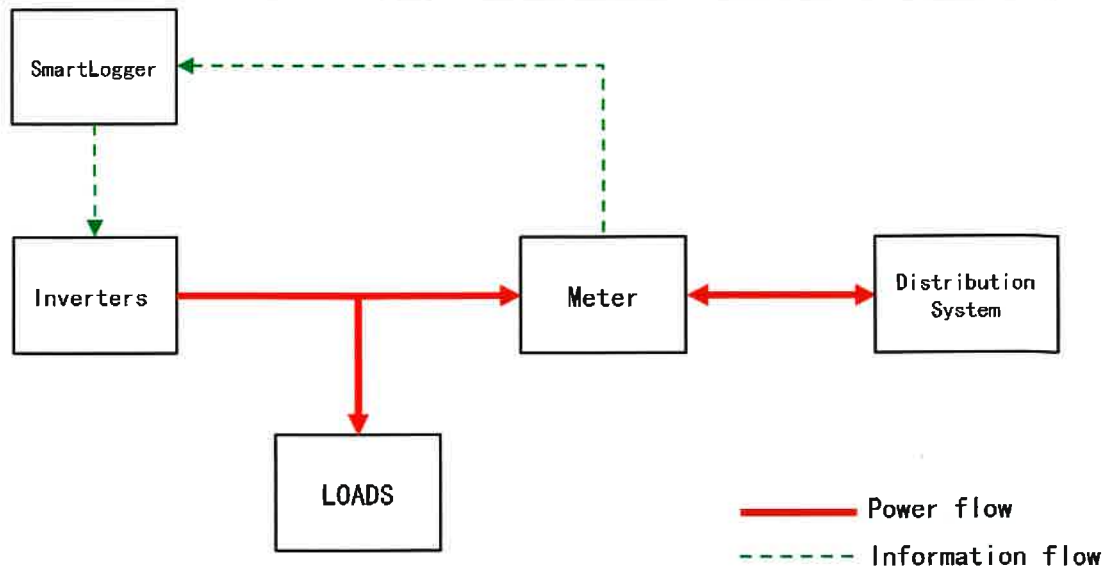 SmartLogger
Inverters
Meter
Distribution
System
LOADS
Power flow
Information flow